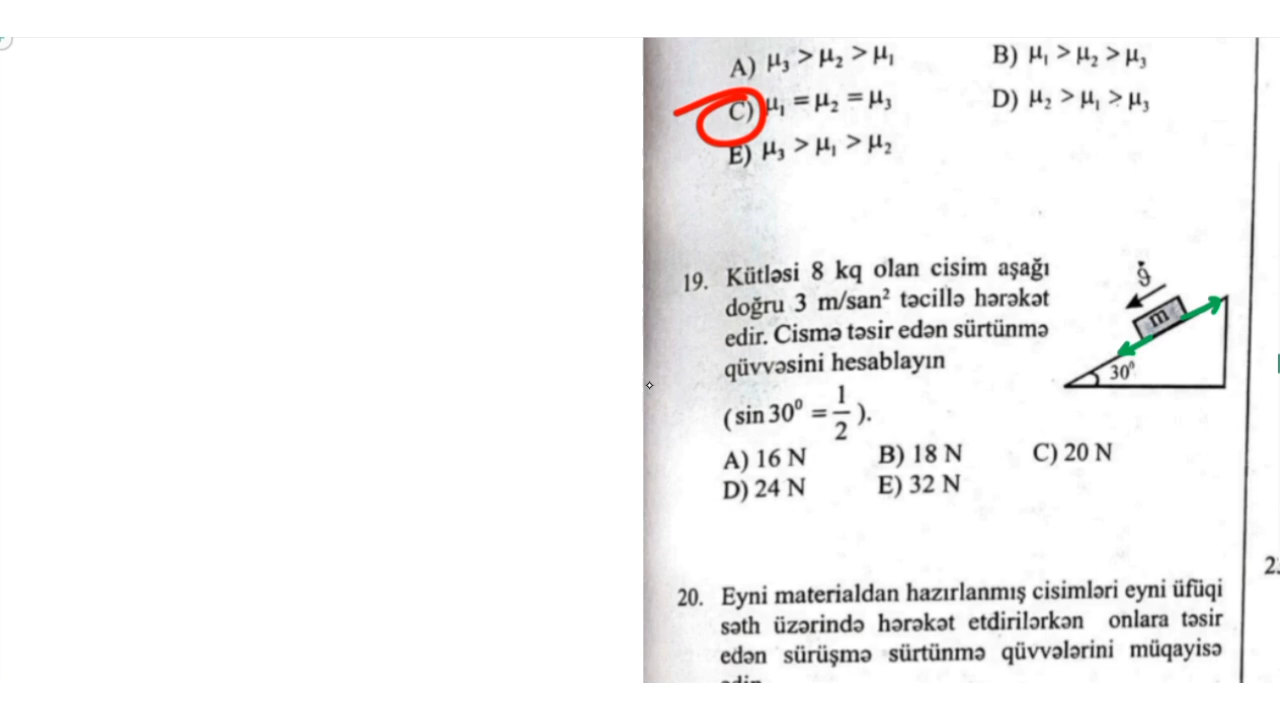 A) μ₃ > μ₂ > μ₁ B) μ₁ > μ₂ > μ₃
C) μ₁ = μ₂ = μ₃ D) μ₂ > μ₁ > μ₃
E) μ₃ > μ₁ > μ₂
19. Kütləsi 8 kq olan cisim aşağı
doğru 3 m/san² təcillə hərəkət
edir. Cismə təsir edən sürtünmə
qüvvəsini hesablayın
(sin 30⁰ = 1/2).
m
30⁰
A) 16 N B) 18 N C) 20 N
D) 24 N E) 32 N
20. Eyni materialdan hazırlanmış cisimləri eyni üfüqi
səth üzərində hərəkət etdirilərkən onlara təsir
edən sürüşmə sürtünmə qüvvələrini müqayisə